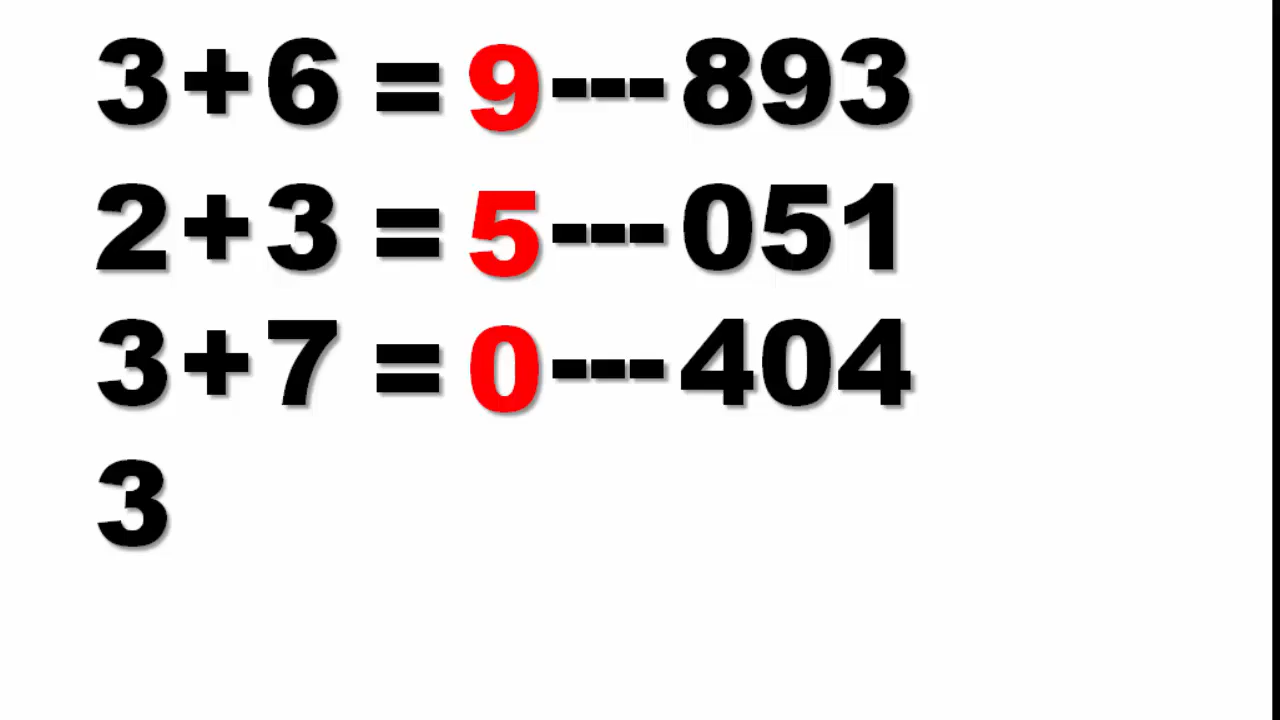 3+6 = 9---893
2+3 = 5---051
3+7 = 0---404
3